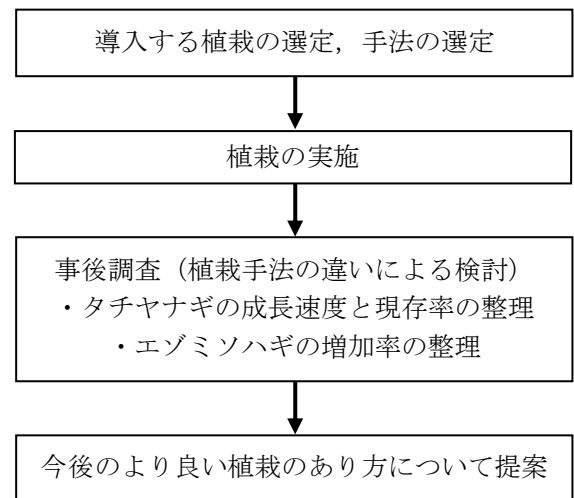 導入する植栽の選定，手法の選定
植栽の実施
事後調査（植栽手法の違いによる検討）
・タチヤナギの成長速度と現存率の整理
・エゾミソハギの増加率の整理
今後のより良い植栽のあり方について提案